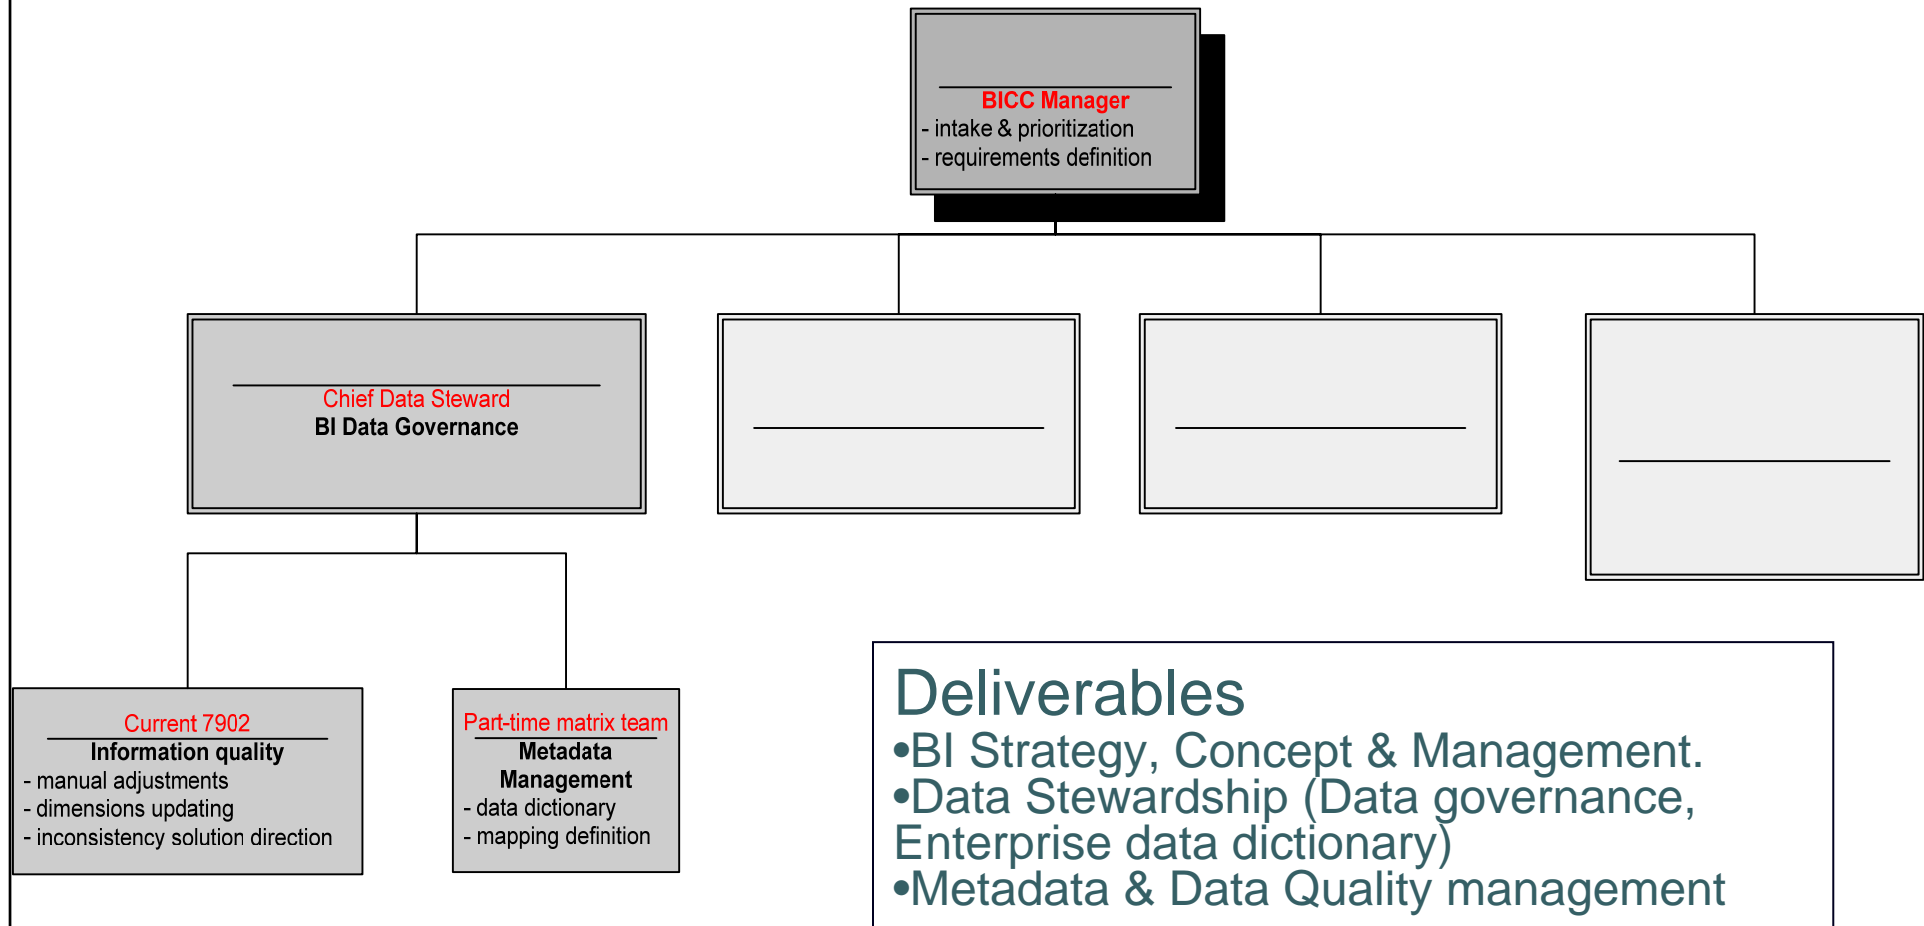 BICC Manager
- intake & prioritization
- requirements definition
Chief Data Steward
BI Data Governance
Current 7902
Information quality
- manual adjustments
- dimensions updating
- inconsistency solution direction
Part-time matrix team
Metadata
Management
- data dictionary
- mapping definition
Deliverables
•BI Strategy, Concept & Management.
•Data Stewardship (Data governance,
Enterprise data dictionary)
•Metadata & Data Quality management